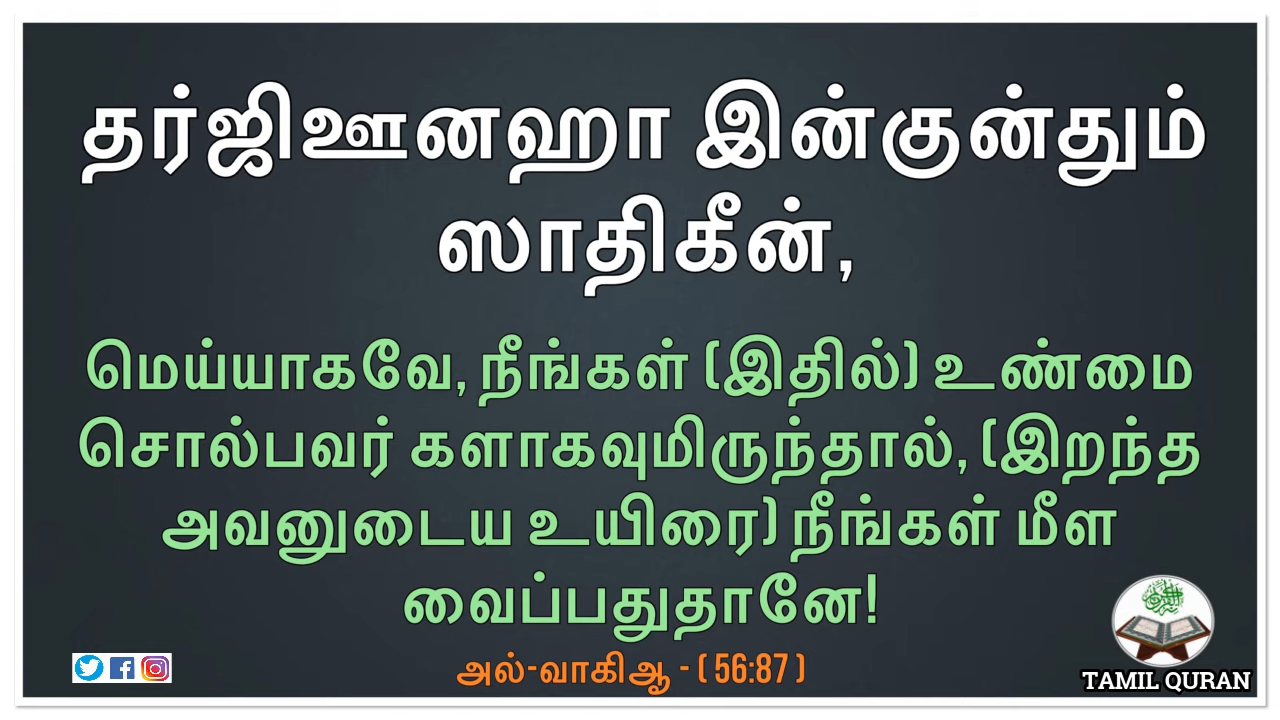 தர்ஜிஊனஹா இன்குன்தும்
ஸாதிகீன்,
மெய்யாகவே, நீங்கள் (இதில்) உண்மை
சொல்பவர் களாகவுமிருந்தால், (இறந்த
அவனுடைய உயிரை) நீங்கள் மீள
வைப்பதுதானே!
அல்-வாகிஆ - ( 56:87 )
TAMIL QURAN